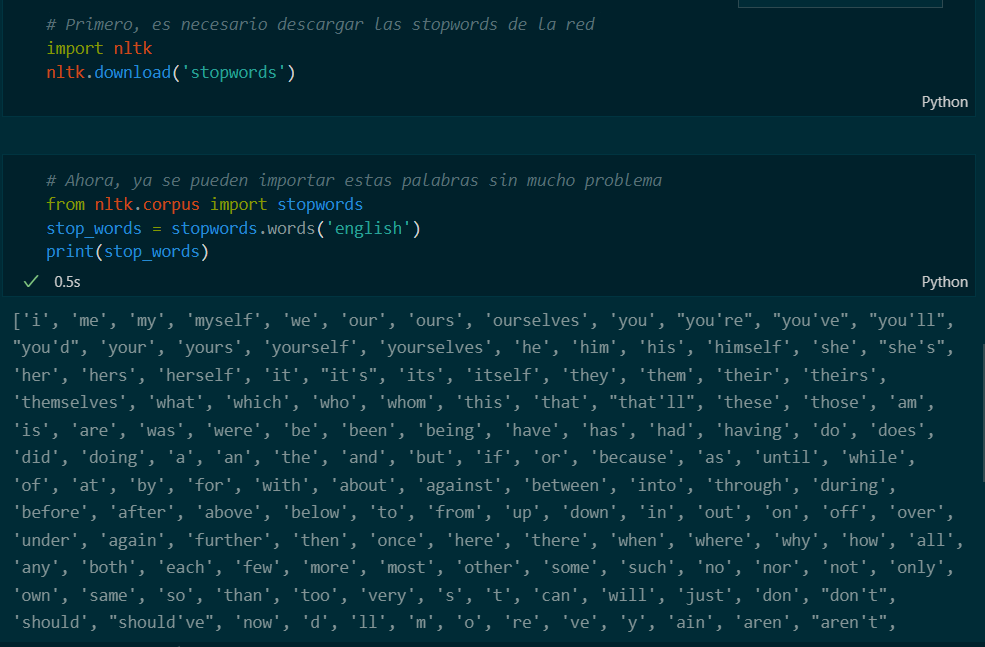 # Primero, es necesario descargar las stopwords de la red
import nltk
nltk.download('stopwords')
Python
# Ahora, ya se pueden importar estas palabras sin mucho problema
from nltk.corpus import stopwords
stop_words = stopwords.words('english')
print(stop_words)
0.5s
Python
['i', 'me', 'my', 'myself', 'we', 'our', 'ours', 'ourselves', 'you', "you're", "you've", "you'll",
"you'd", 'your', 'yours', 'yourself', 'yourselves', 'he', 'him', 'his', 'himself', 'she', "she's",
'her', 'hers', 'herself', 'it', "it's", 'its', 'itself', 'they', 'them', 'their', 'theirs',
'themselves', 'what', 'which', 'who', 'whom', 'this', 'that', "that'll", 'these', 'those', 'am',
'is', 'are', 'was', 'were', 'be', 'been', 'being', 'have', 'has', 'had', 'having', 'do', 'does',
'did', 'doing', 'a', 'an', 'the', 'and', 'but', 'if', 'or', 'because', 'as', 'until', 'while',
'of', 'at', 'by', 'for', 'with', 'about', 'against', 'between', 'into', 'through', 'during',
'before', 'after', 'above', 'below', 'to', 'from', 'up', 'down', 'in', 'out', 'on', 'off', 'over',
'under', 'again', 'further', 'then', 'once', 'here', 'there', 'when', 'where', 'why', 'how', 'all',
'any', 'both', 'each', 'few', 'more', 'most', 'other', 'some', 'such', 'no', 'nor', 'not', 'only',
'own', 'same', 'so', 'than', 'too', 'very', 's', 't', 'can', 'will', 'just', 'don', "don't",
'should', "should've", 'now', 'd', 'll', 'm', 'o', 're', 've', 'y', 'ain', 'aren', "aren't",